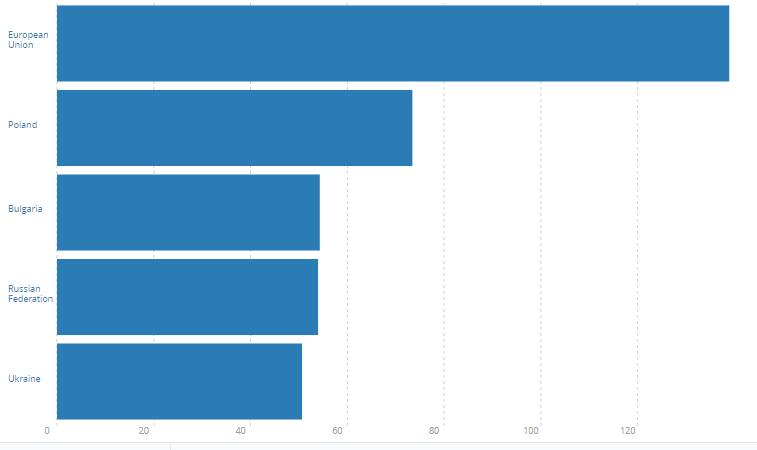 European
Union
Poland
Bulgaria
Russian
Federation
Ukraine
0 20 40 60 80 100 120